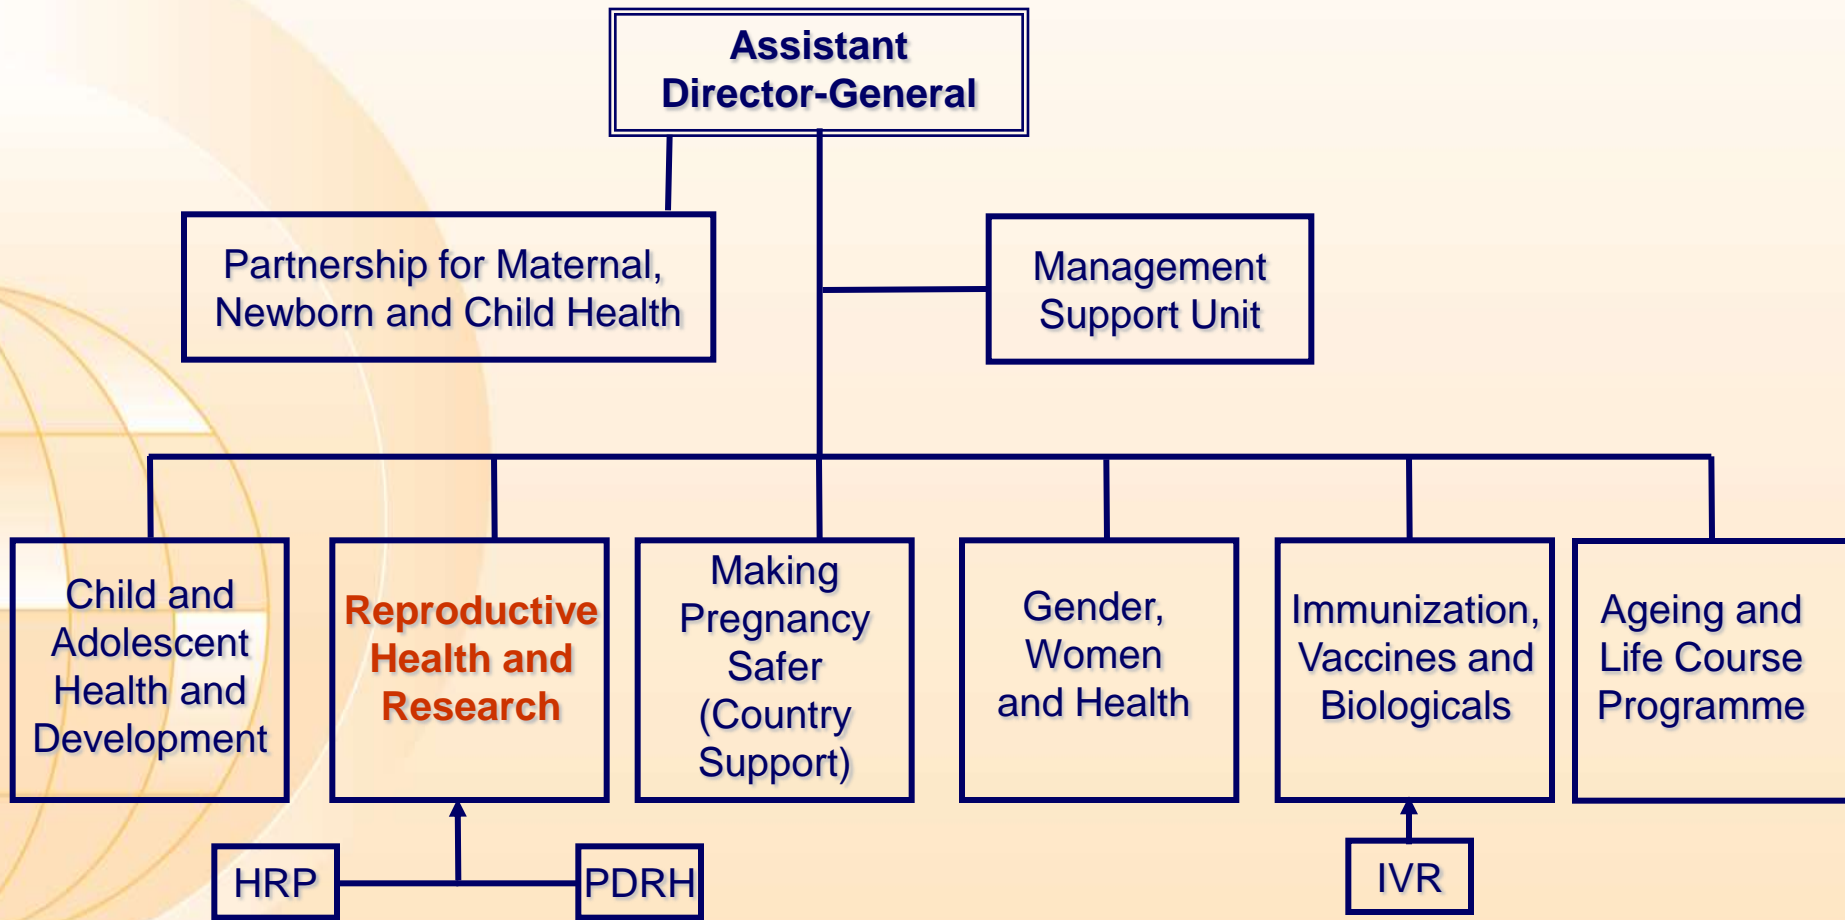 Assistant
Director-General
Partnership for Maternal,
Newborn and Child Health
Management
Support Unit
Child and
Adolescent
Health and
Development
Reproductive
Health and
Research
Making
Pregnancy
Safer
(Country
Support)
Gender,
Women
and Health
Immunization,
Vaccines and
Biologicals
Ageing and
Life Course
Programme
HRP
PDRH
IVR